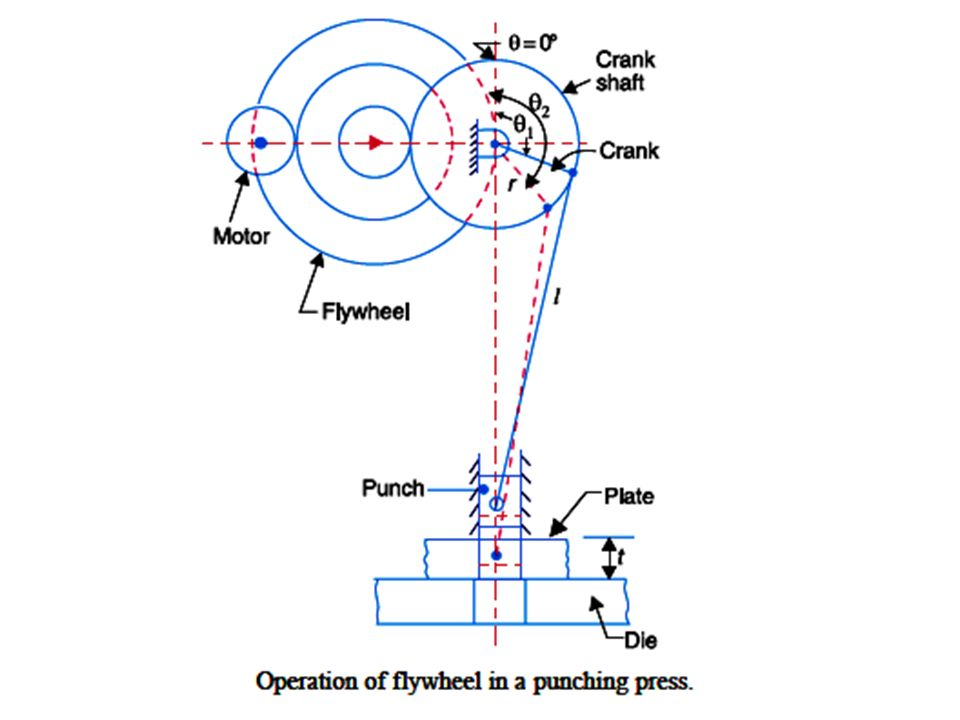 θ = 0°
Crank
shaft
θ2
θ1
Crank
r
Motor
Flywheel
l
Punch
Plate
t
Die
Operation of flywheel in a punching press.